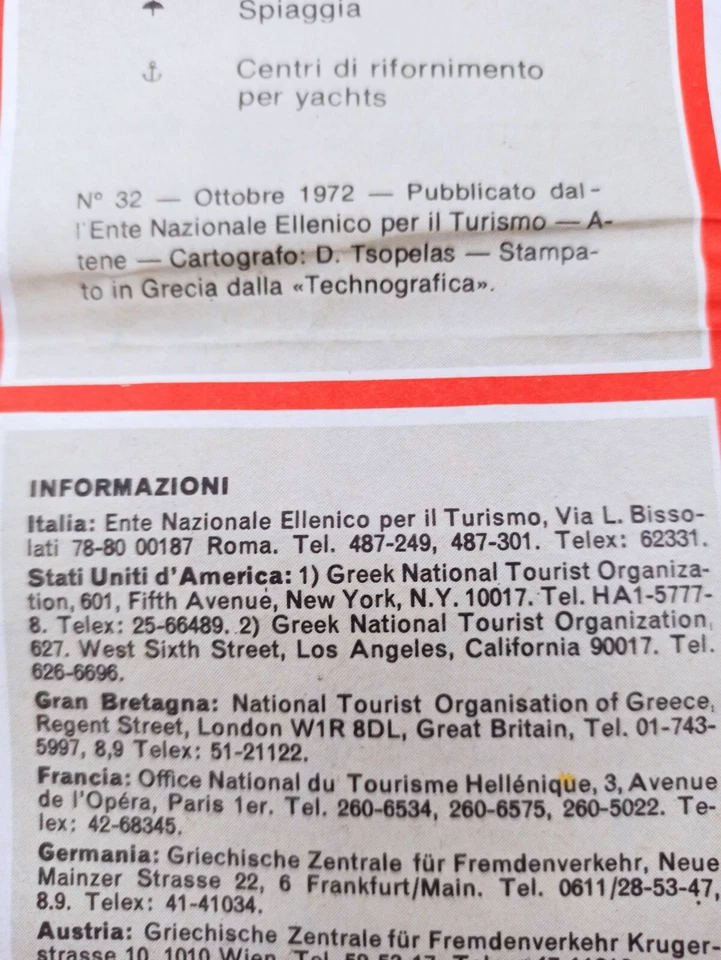 Spiaggia
Centri di rifornimento
per yachts
N° 32 — Ottobre 1972 — Pubblicato dal-
l'Ente Nazionale Ellenico per il Turismo — A-
tene — Cartografo: D. Tsopelas — Stampa-
to in Grecia dalla «Technografica».
INFORMAZIONI
Italia: Ente Nazionale Ellenico per il Turismo, Via L. Bisso-
lati 78-80 00187 Roma. Tel. 487-249, 487-301. Telex: 62331.
Stati Uniti d'America: 1) Greek National Tourist Organiza-
tion, 601, Fifth Avenue, New York, N.Y. 10017. Tel. HA1-5777-
8. Telex: 25-66489. 2) Greek National Tourist Organization,
627. West Sixth Street, Los Angeles, California 90017. Tel.
626-6696.
Gran Bretagna: National Tourist Organisation of Greece,
Regent Street, London W1R 8DL, Great Britain, Tel. 01-743-
5997, 8,9 Telex: 51-21122.
Francia: Office National du Tourisme Hellénique, 3, Avenue
de l'Opéra, Paris 1er. Tel. 260-6534, 260-6575, 260-5022. Te-
lex: 42-68345.
Germania: Griechische Zentrale für Fremdenverkehr, Neue
Mainzer Strasse 22, 6 Frankfurt/Main. Tel. 0611/28-53-47,
8.9. Telex: 41-41034.
Austria: Griechische Zentrale für Fremdenverkehr Kruger-
strasse 10, 1010 Wien. Tel.